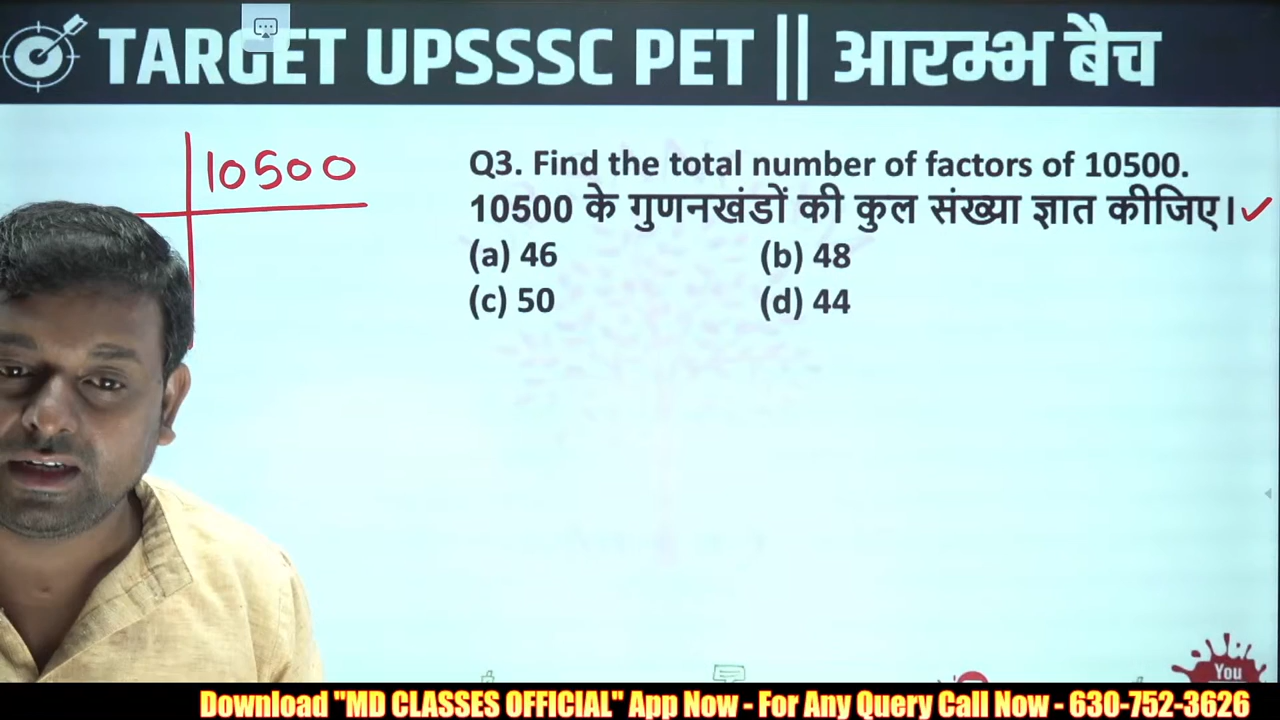 TARGET UPSSSC PET || आरम्भ बैच
10500
Q3. Find the total number of factors of 10500.
10500 के गुणनखंडों की कुल संख्या ज्ञात कीजिए।
(a) 46 (b) 48
(c) 50 (d) 44
You
Download "MD CLASSES OFFICIAL" App Now - For Any Query Call Now - 630-752-3626